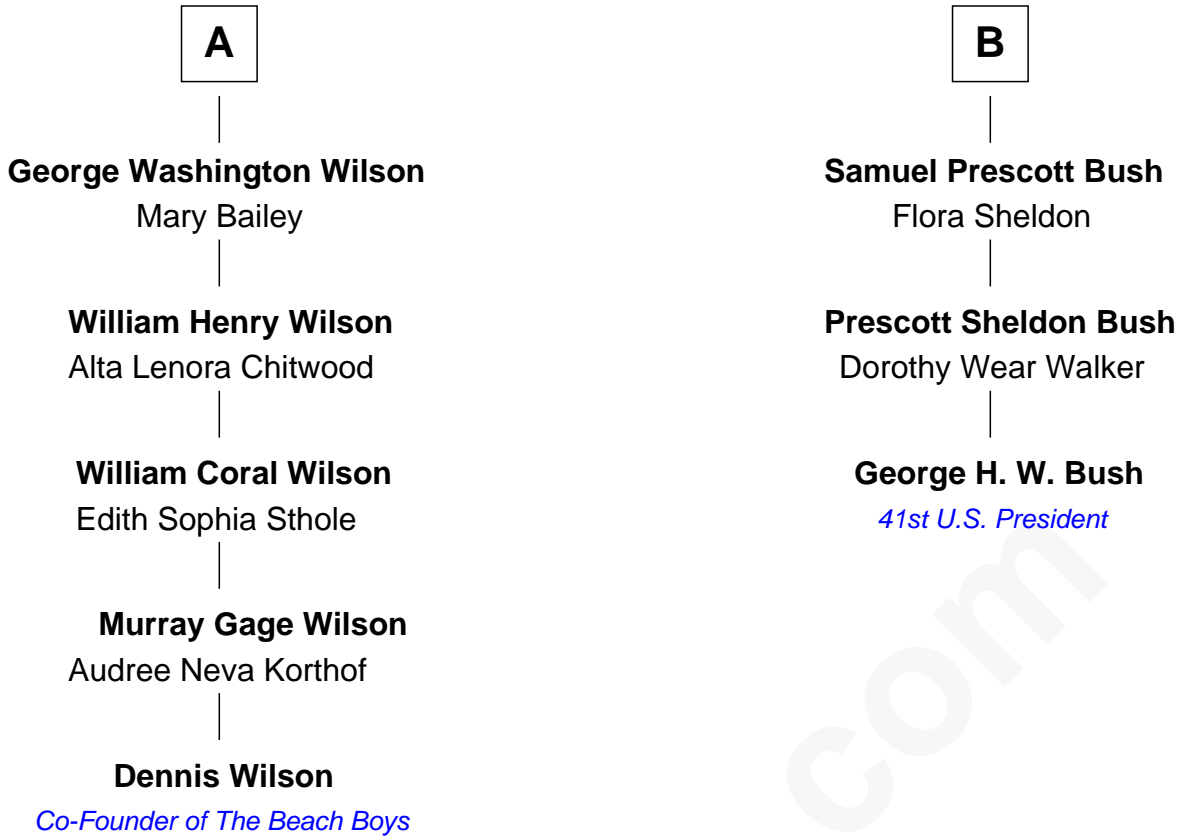 A
George Washington Wilson
Mary Bailey
William Henry Wilson
Alta Lenora Chitwood
William Coral Wilson
Edith Sophia Sthole
Murray Gage Wilson
Audree Neva Korthof
Dennis Wilson
Co-Founder of The Beach Boys
B
Samuel Prescott Bush
Flora Sheldon
Prescott Sheldon Bush
Dorothy Wear Walker
George H. W. Bush
41st U.S. President
com